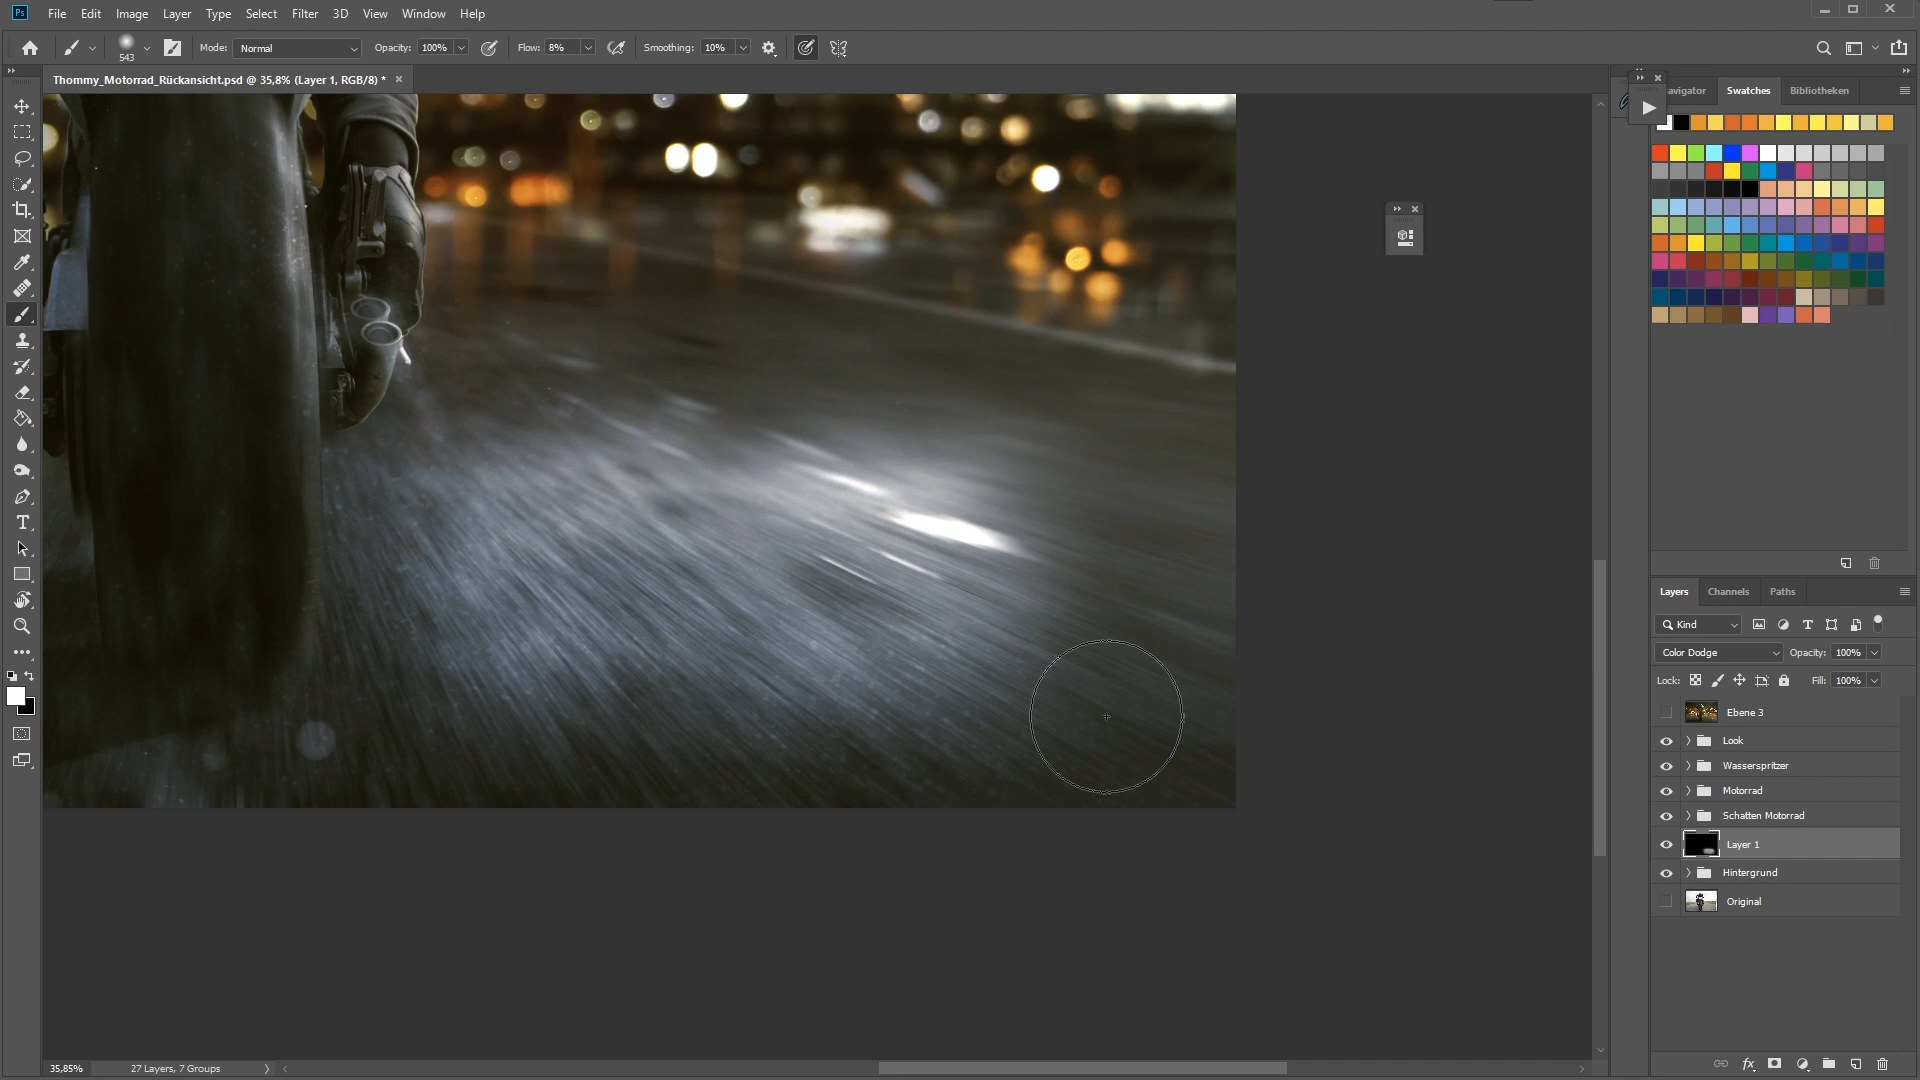 Ps File Edit Image Layer Type Select Filter 3D View Window Help
543 Mode: Normal Opacity: 100% Flow: 8% Smoothing: 10%
Thommy_Motorrad_Rückansicht.psd @ 35,8% (Layer 1, RGB/8) *
avigator Swatches Bibliotheken
Layers Channels Paths
Kind
Color Dodge Opacity: 100%
Lock: Fill: 100%
Ebene 3
Look
Wasserspritzer
Motorrad
Schatten Motorrad
Layer 1
Hintergrund
Original
35,85% 27 Layers, 7 Groups